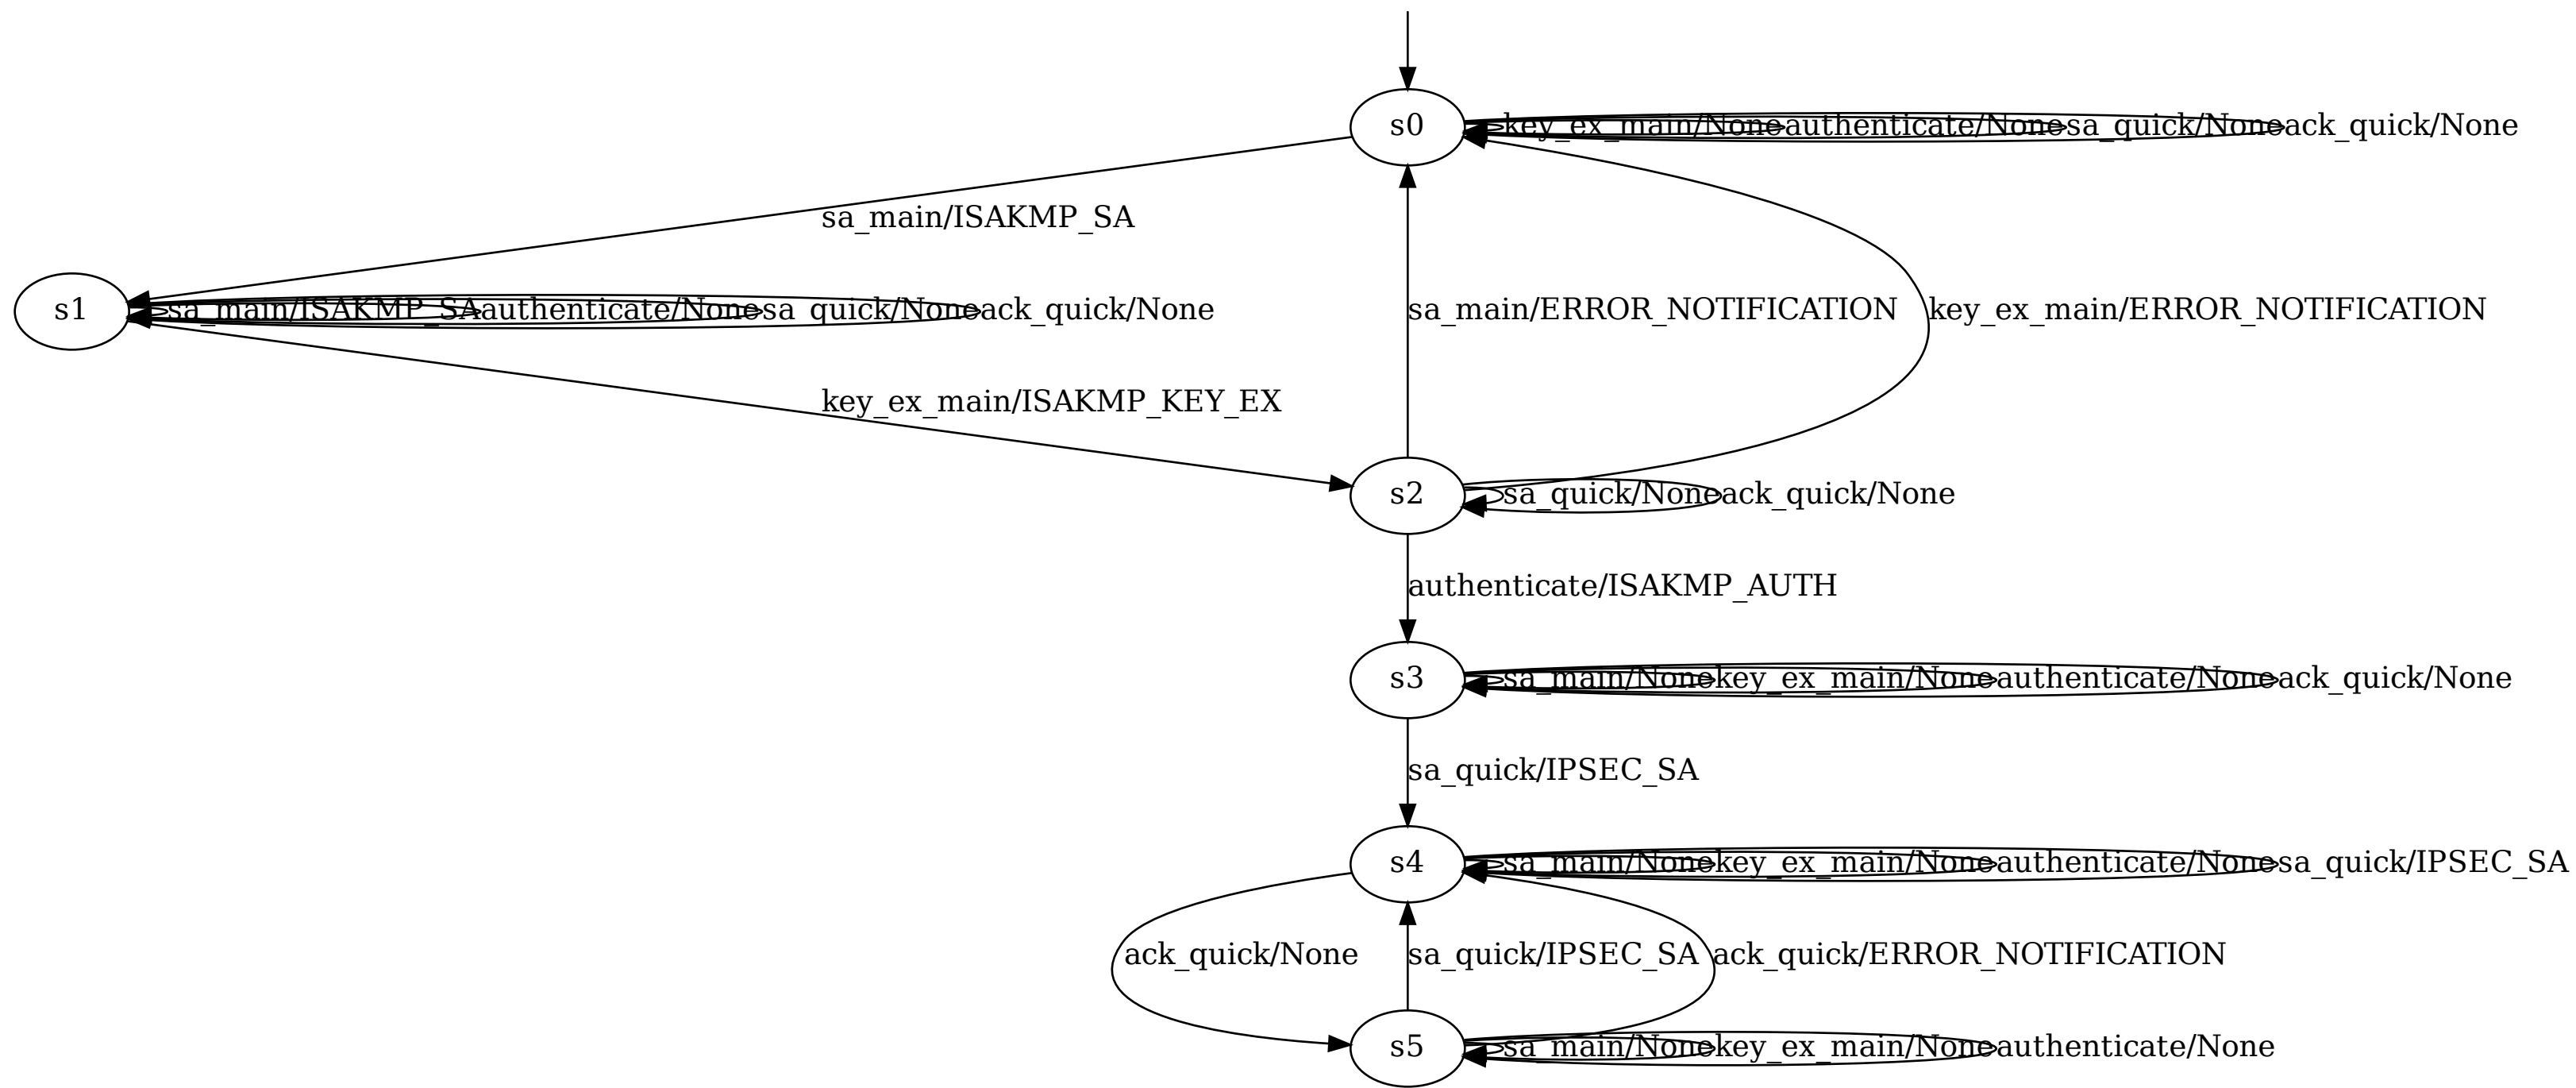 s0
key_ex_main/None
authenticate/None
sa_quick/None
ack_quick/None
sa_main/ISAKMP_SA
s1
sa_main/ISAKMP_SA
authenticate/None
sa_quick/None
ack_quick/None
sa_main/ERROR_NOTIFICATION
key_ex_main/ERROR_NOTIFICATION
key_ex_main/ISAKMP_KEY_EX
s2
sa_quick/None
ack_quick/None
authenticate/ISAKMP_AUTH
s3
sa_main/None
key_ex_main/None
authenticate/None
ack_quick/None
sa_quick/IPSEC_SA
s4
sa_main/None
key_ex_main/None
authenticate/None
sa_quick/IPSEC_SA
ack_quick/None
sa_quick/IPSEC_SA
ack_quick/ERROR_NOTIFICATION
s5
sa_main/None
key_ex_main/None
authenticate/None